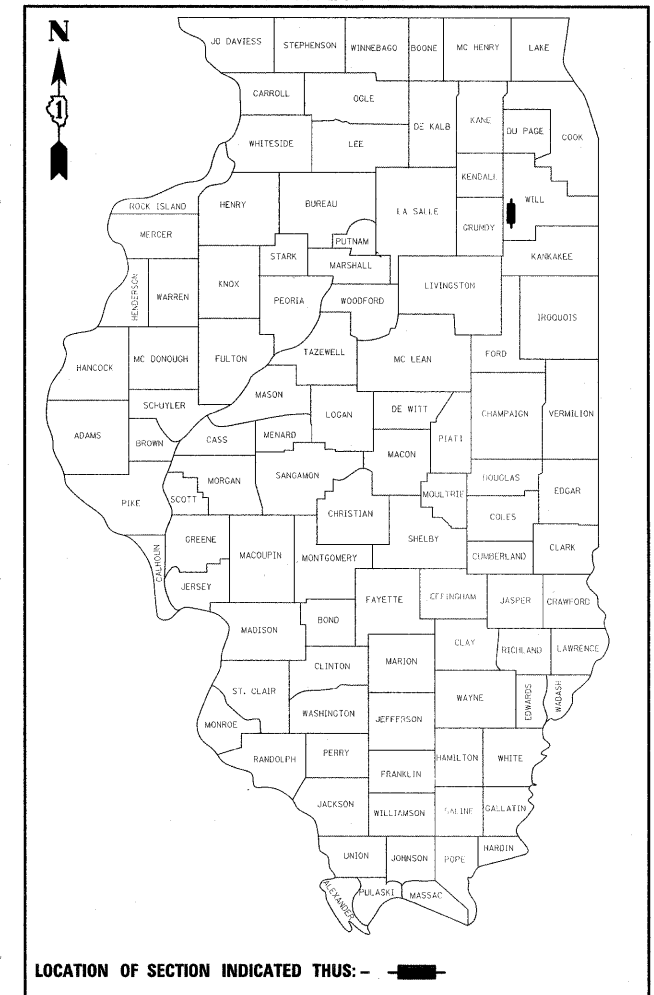 N
1
JO DAVIESS
STEPHENSON
WINNEBAGO
BOONE
MC HENRY
LAKE
CARROLL
OGLE
DE KALB
KANE
DU PAGE
COOK
WHITESIDE
LEE
KENDALL
WILL
ROCK ISLAND
HENRY
BUREAU
LA SALLE
GRUNDY
MERCER
PUTNAM
STARK
MARSHALL
KANKAKEE
HENDERSON
WARREN
KNOX
PEORIA
WOODFORD
LIVINGSTON
IROQUOIS
HANCOCK
MC DONOUGH
FULTON
TAZEWELL
MC LEAN
FORD
SCHUYLER
MASON
LOGAN
DE WITT
CHAMPAIGN
VERMILION
ADAMS
BROWN
CASS
MENARD
MACON
PIATT
PIKE
SCOTT
MORGAN
SANGAMON
CHRISTIAN
MOULTRIE
DOUGLAS
EDGAR
COLES
GREENE
MACOUPIN
MONTGOMERY
SHELBY
CUMBERLAND
CLARK
CALHOUN
JERSEY
FAYETTE
EFFINGHAM
JASPER
CRAWFORD
MADISON
BOND
CLAY
RICHLAND
LAWRENCE
CLINTON
MARION
ST. CLAIR
WAYNE
EDWARDS
WABASH
WASHINGTON
JEFFERSON
MONROE
RANDOLPH
PERRY
HAMILTON
WHITE
FRANKLIN
JACKSON
WILLIAMSON
SALINE
GALLATIN
UNION
JOHNSON
POPE
HARDIN
ALEXANDER
PULASKI
MASSAC
LOCATION OF SECTION INDICATED THUS: -